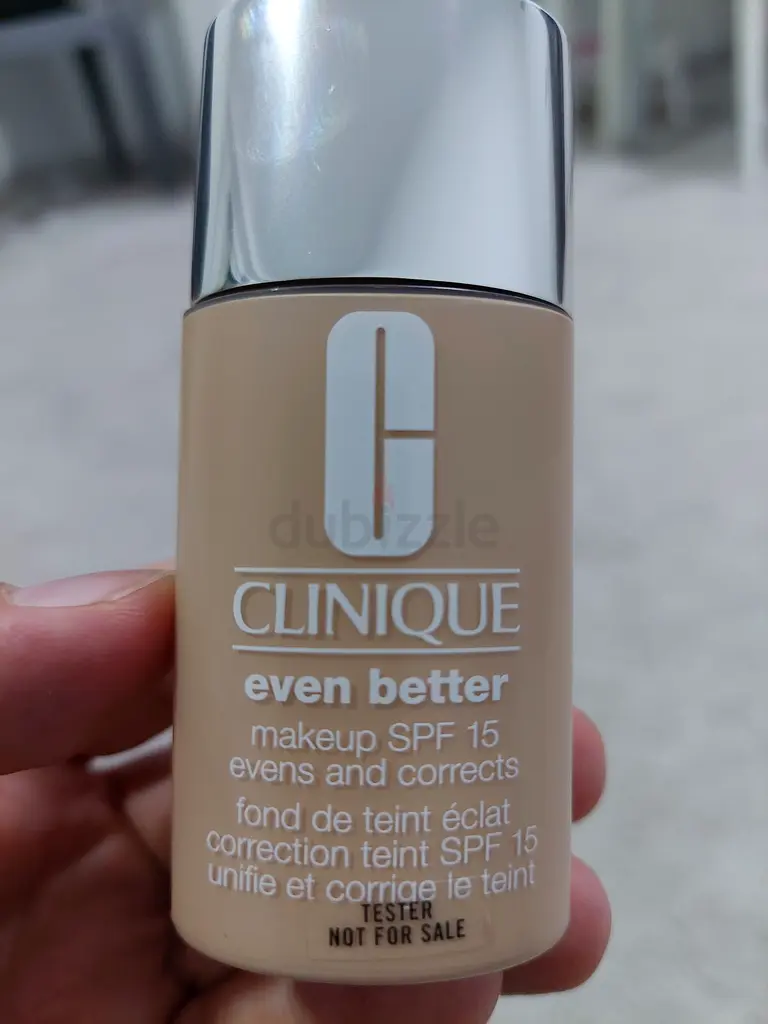 dubizzle
CLINIQUE
even better
makeup SPF 15
evens and corrects
fond de teint éclat
correction teint SPF 15
unifie et corrige le teint
TESTER
NOT FOR SALE